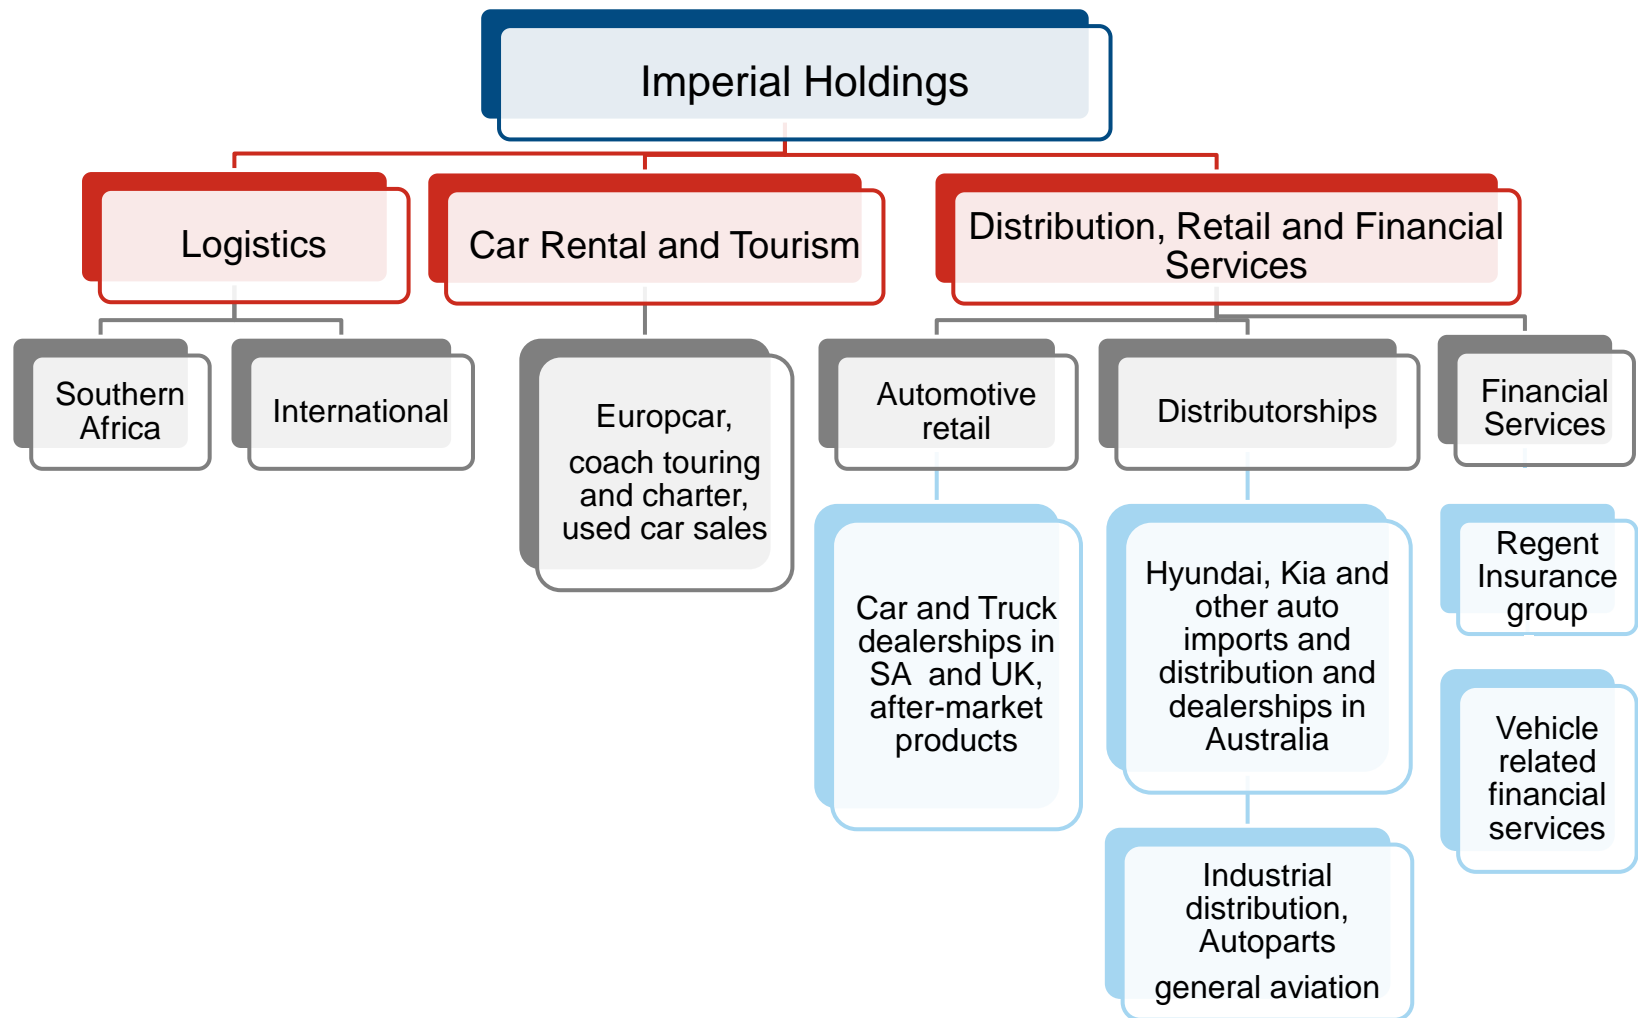 Imperial Holdings
Logistics
Car Rental and Tourism
Distribution, Retail and Financial
Services
Southern
Africa
International
Europcar,
coach touring
and charter,
used car sales
Automotive
retail
Distributorships
Financial
Services
Car and Truck
dealerships in
SA  and UK,
after-market
products
Hyundai, Kia and
other auto
imports and
distribution and
dealerships in
Australia
Industrial
distribution,
Autoparts
general aviation
Regent
Insurance
group
Vehicle
related
financial
services